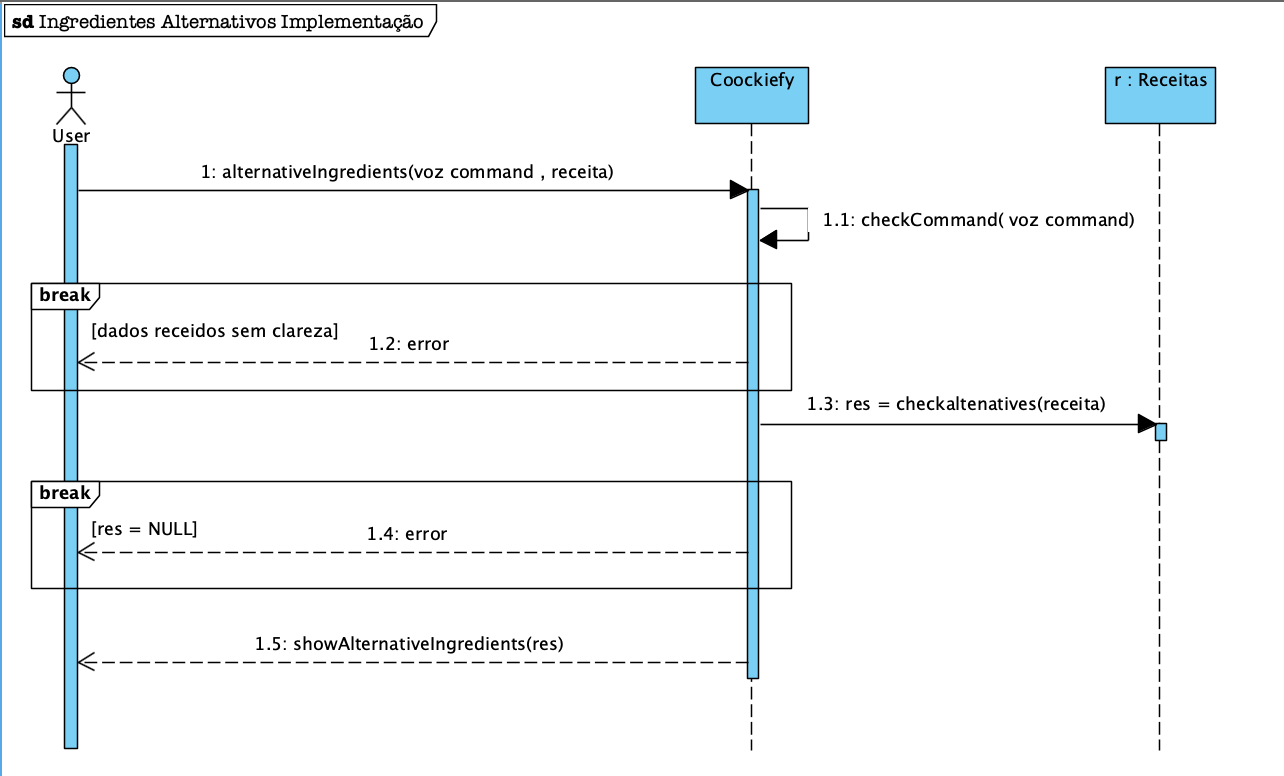 sd Ingredientes Alternativos Implementação
User
Coockiefy
r : Receitas
1: alternativeIngredients(voz command , receita)
1.1: checkCommand( voz command)
break
[dados receidos sem clareza]
1.2: error
1.3: res = checkaltenatives(receita)
break
[res = NULL]
1.4: error
1.5: showAlternativeIngredients(res)